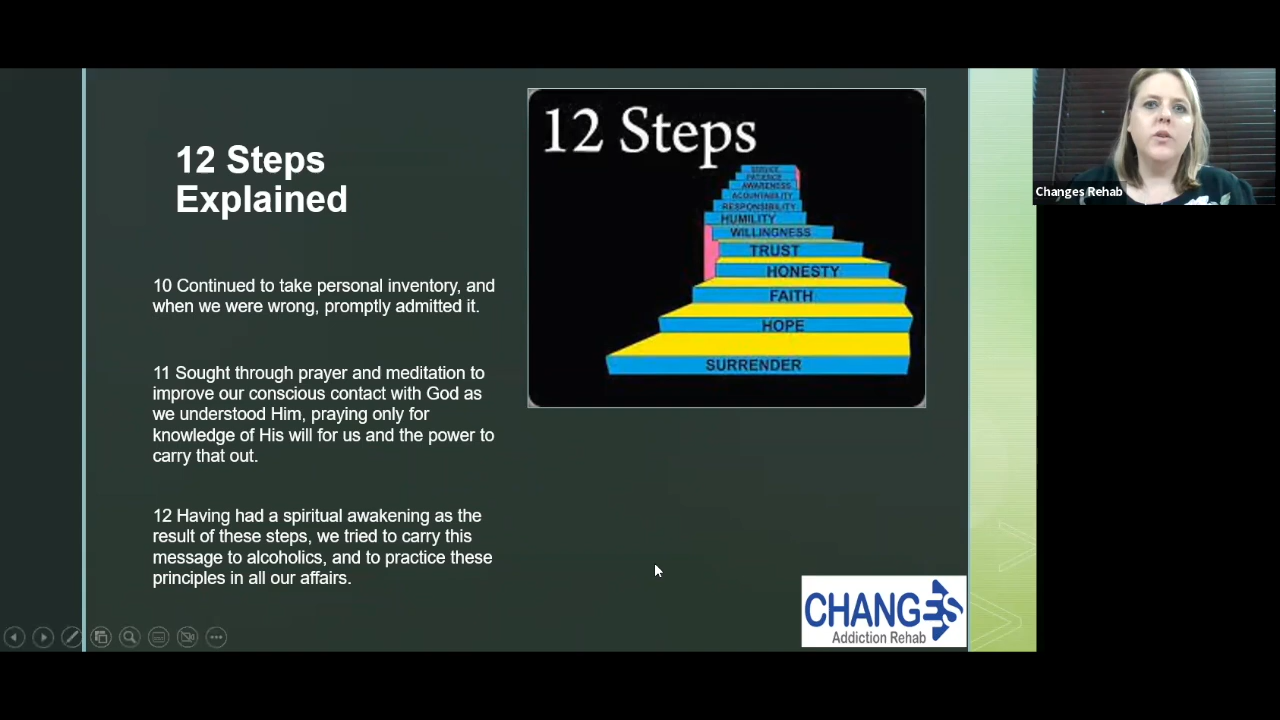 12 Steps
Explained
10 Continued to take personal inventory, and
when we were wrong, promptly admitted it.
11 Sought through prayer and meditation to
improve our conscious contact with God as
we understood Him, praying only for
knowledge of His will for us and the power to
carry that out.
12 Having had a spiritual awakening as the
result of these steps, we tried to carry this
message to alcoholics, and to practice these
principles in all our affairs.
12 Steps
SERVICE
PATIENCE
AWARENESS
ACOUNTABILITY
RESPONSIBILITY
HUMILITY
WILLINGNESS
TRUST
HONESTY
FAITH
HOPE
SURRENDER
Changes Rehab
CHANGES
Addiction Rehab